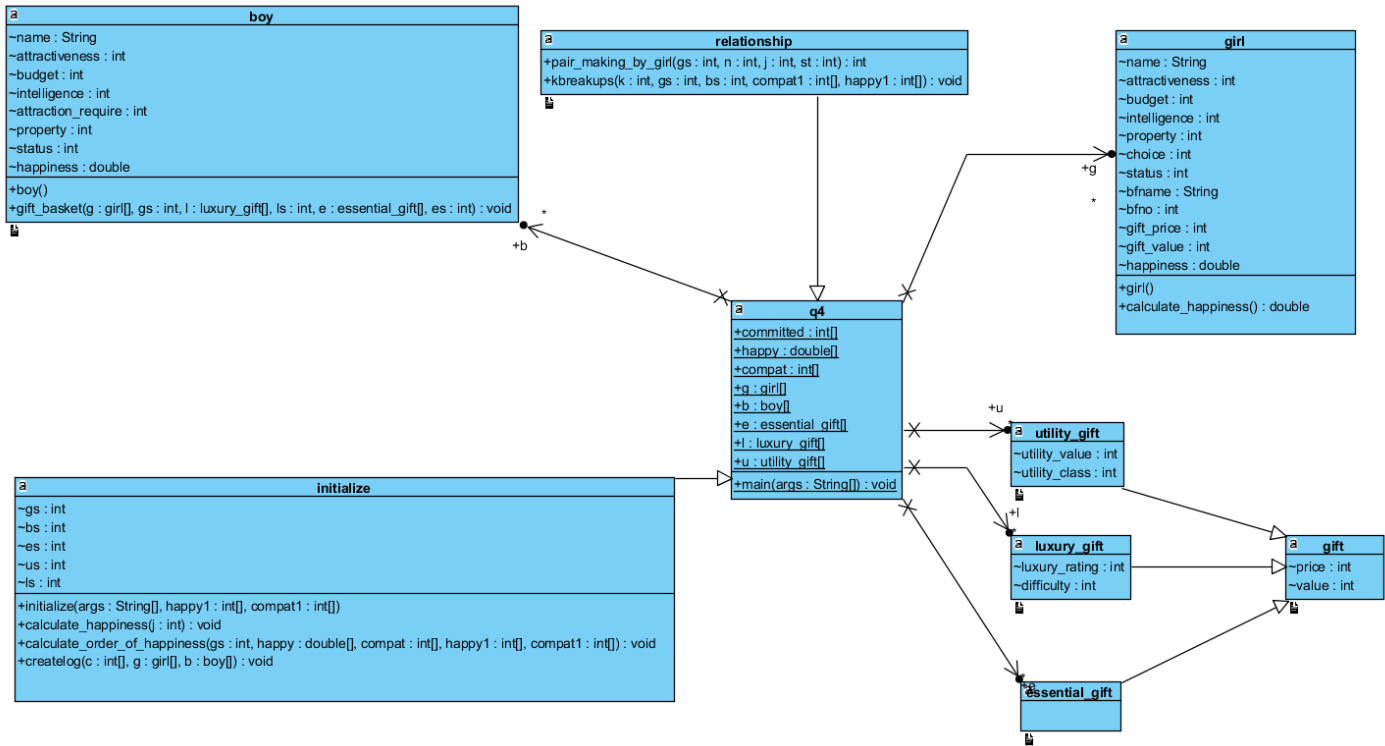 a
boy
~name : String
~attractiveness : int
~budget : int
~intelligence : int
~attraction_require : int
~property : int
~status : int
~happiness : double
+boy()
+gift_basket(g : girl[], gs : int, l : luxury_gift[], ls : int, e : essential_gift[], es : int) : void
*
+b
a
relationship
+pair_making_by_girl(gs : int, n : int, j : int, st : int) : int
+kbreakups(k : int, gs : int, bs : int, compat1 : int[], happy1 : int[]) : void
a
girl
~name : String
~attractiveness : int
~budget : int
~intelligence : int
~property : int
~choice : int
~status : int
~bfname : String
~bfno : int
~gift_price : int
~gift_value : int
~happiness : double
+girl()
+calculate_happiness() : double
+g
*
a
q4
+committed : int[]
+happy : double[]
+compat : int[]
+g : girl[]
+b : boy[]
+e : essential_gift[]
+l : luxury_gift[]
+u : utility_gift[]
+main(args : String[]) : void
a
initialize
~gs : int
~bs : int
~es : int
~us : int
~ls : int
+initialize(args : String[], happy1 : int[], compat1 : int[])
+calculate_happiness(j : int) : void
+calculate_order_of_happiness(gs : int, happy : double[], compat : int[], happy1 : int[], compat1 : int[]) : void
+createlog(c : int[], g : girl[], b : boy[]) : void
+u
a
utility_gift
~utility_value : int
~utility_class : int
+l
*
a
luxury_gift
~luxury_rating : int
~difficulty : int
a
gift
~price : int
~value : int
essential_gift